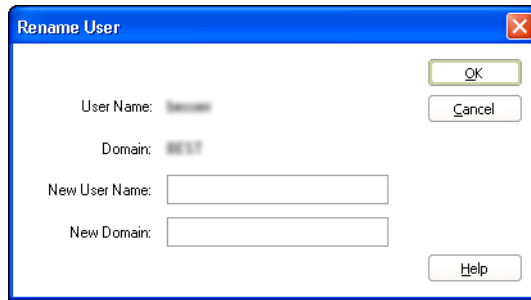 Rename User
OK
User Name:
Cancel
Domain:
New User Name:
New Domain:
Help